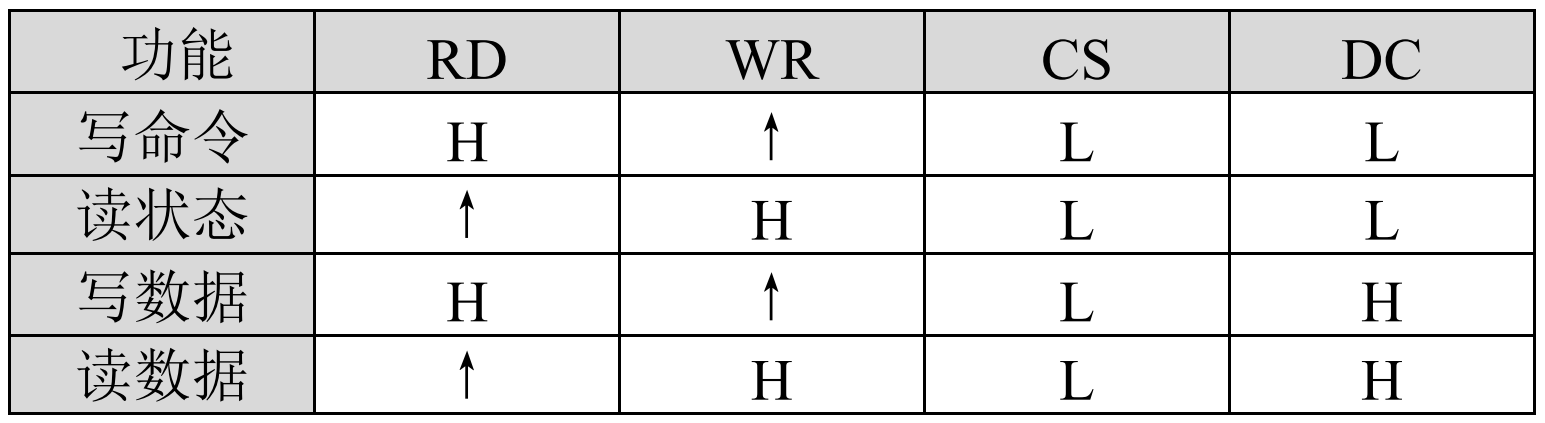 功能 RD WR CS DC
写命令 H ↑ L L
读状态 ↑ H L L
写数据 H ↑ L H
读数据 ↑ H L H